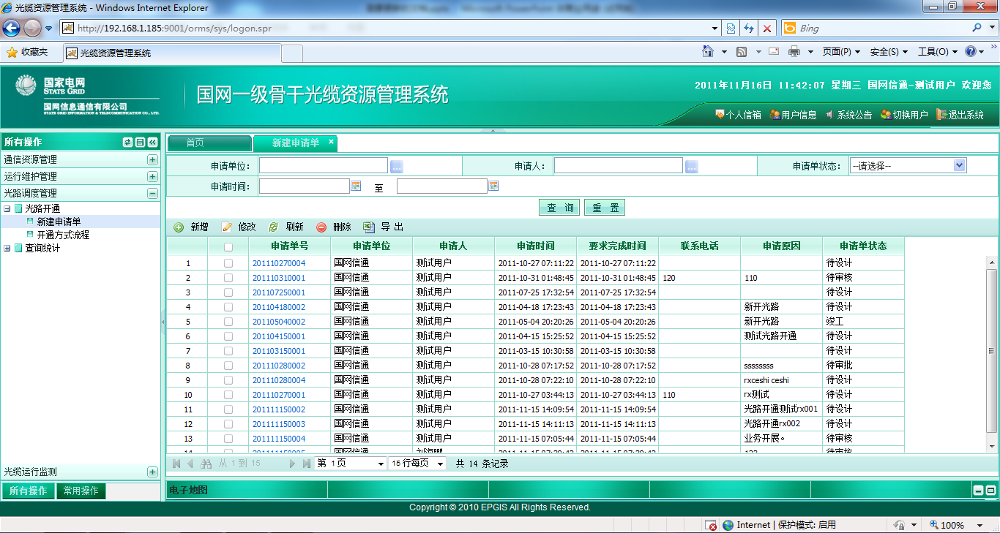 光缆资源管理系统 - Windows Internet Explorer
http://192.168.1.185:9001/orms/sys/logon.spr
Bing
收藏夹
光缆资源管理系统
页面(P)
安全(S)
工具(O)
国家电网
STATE GRID
国网信息通信有限公司
STATE GRID INFORMATION & TELECOMMUNICATION CO., LTD.
国网一级骨干光缆资源管理系统
2011年11月16日 11:42:07 星期三 国网信通-测试用户 欢迎您
个人信箱 用户信息 系统公告 切换用户 退出系统
所有操作
通信资源管理
运行维护管理
光路调度管理
光路开通
新建申请单
开通方式流程
查询统计
光缆运行监测
所有操作 常用操作
首页 新建申请单
申请单位: 申请人: 申请单状态: --请选择--
申请时间: 至
查 询 重 置
新增 修改 刷新 删除 导 出
申请单号 申请单位 申请人 申请时间 要求完成时间 联系电话 申请原因 申请单状态
1 201110270004 国网信通 测试用户 2011-10-27 07:11:22 2011-10-27 07:11:22 待设计
2 201110310001 国网信通 测试用户 2011-10-31 01:48:45 2011-10-31 01:48:45 120 110 待审核
3 201107250001 国网信通 测试用户 2011-07-25 17:32:54 2011-07-25 17:32:54 待设计
4 201104180002 国网信通 测试用户 2011-04-18 17:23:43 2011-04-18 17:23:43 新开光路 待设计
5 201105040002 国网信通 测试用户 2011-05-04 20:20:26 2011-05-04 20:20:26 新开光路 竣工
6 201104150001 国网信通 测试用户 2011-04-15 15:25:52 2011-04-15 15:25:52 测试光路开通 待设计
7 201103150001 国网信通 测试用户 2011-03-15 10:30:58 2011-03-15 10:30:58 待设计
8 201110280002 国网信通 测试用户 2011-10-28 07:17:52 2011-10-28 07:17:52 ssssssss 待审批
9 201110280004 国网信通 测试用户 2011-10-28 07:22:10 2011-10-28 07:22:10 rxceshi ceshi 待设计
10 201110270001 国网信通 测试用户 2011-10-27 03:44:13 2011-10-27 03:44:13 110 rx测试 待设计
11 201111150002 国网信通 测试用户 2011-11-15 14:09:54 2011-11-15 14:09:54 光路开通测试rx001 待设计
12 201111150003 国网信通 测试用户 2011-11-15 14:11:13 2011-11-15 14:11:13 光路开通rx002 待设计
13 201111150004 国网信通 测试用户 2011-11-15 07:05:44 2011-11-15 07:05:44 业务开展。 待审核
从 1 到 15 第 1页 15 行每页 共 14 条记录
电子地图
Copyright © 2010 EPGIS All Rights Reserved.
Internet | 保护模式: 启用
100%